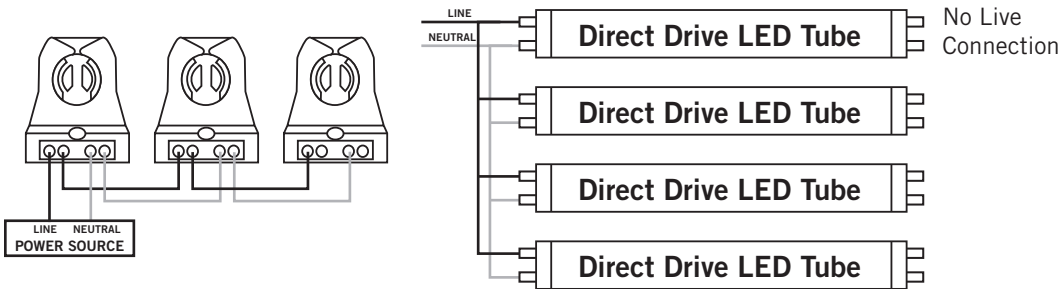 LINE NEUTRAL
POWER SOURCE
LINE
NEUTRAL
Direct Drive LED Tube
No Live
Connection
Direct Drive LED Tube
Direct Drive LED Tube
Direct Drive LED Tube